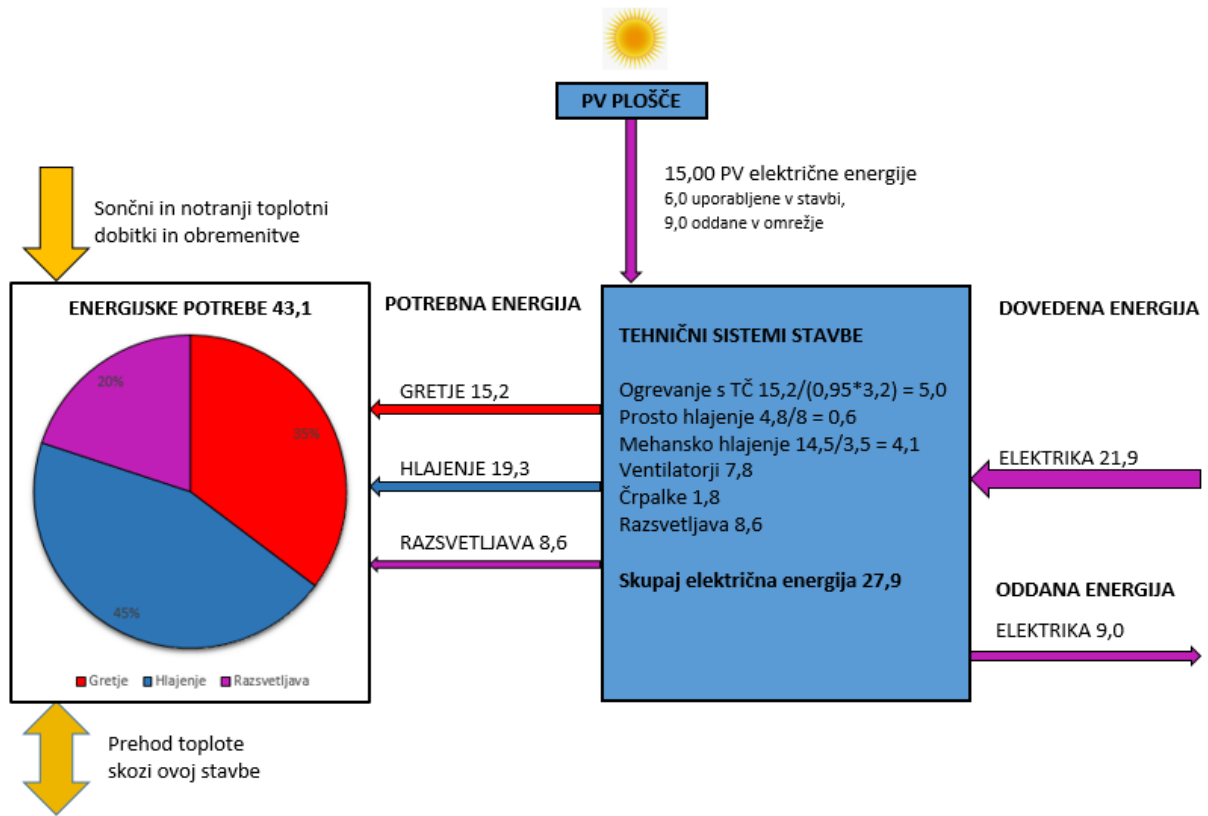 PV PLOŠČE
15,00 PV električne energije
6,0 uporabljene v stavbi,
9,0 oddane v omrežje
Sončni in notranji toplotni
dobitki in obremenitve
ENERGIJSKE POTREBE 43,1
20%
35%
45%
Gretje Hlajenje Razsvetljava
POTREBNA ENERGIJA
GRETJE 15,2
HLAJENJE 19,3
RAZSVETLJAVA 8,6
TEHNIČNI SISTEMI STAVBE
Ogrevanje s TČ 15,2/(0,95*3,2) = 5,0
Prosto hlajenje 4,8/8 = 0,6
Mehansko hlajenje 14,5/3,5 = 4,1
Ventilatorji 7,8
Črpalke 1,8
Razsvetljava 8,6
Skupaj električna energija 27,9
DOVEDENA ENERGIJA
ELEKTRIKA 21,9
ODDANA ENERGIJA
ELEKTRIKA 9,0
Prehod toplote
skozi ovoj stavbe